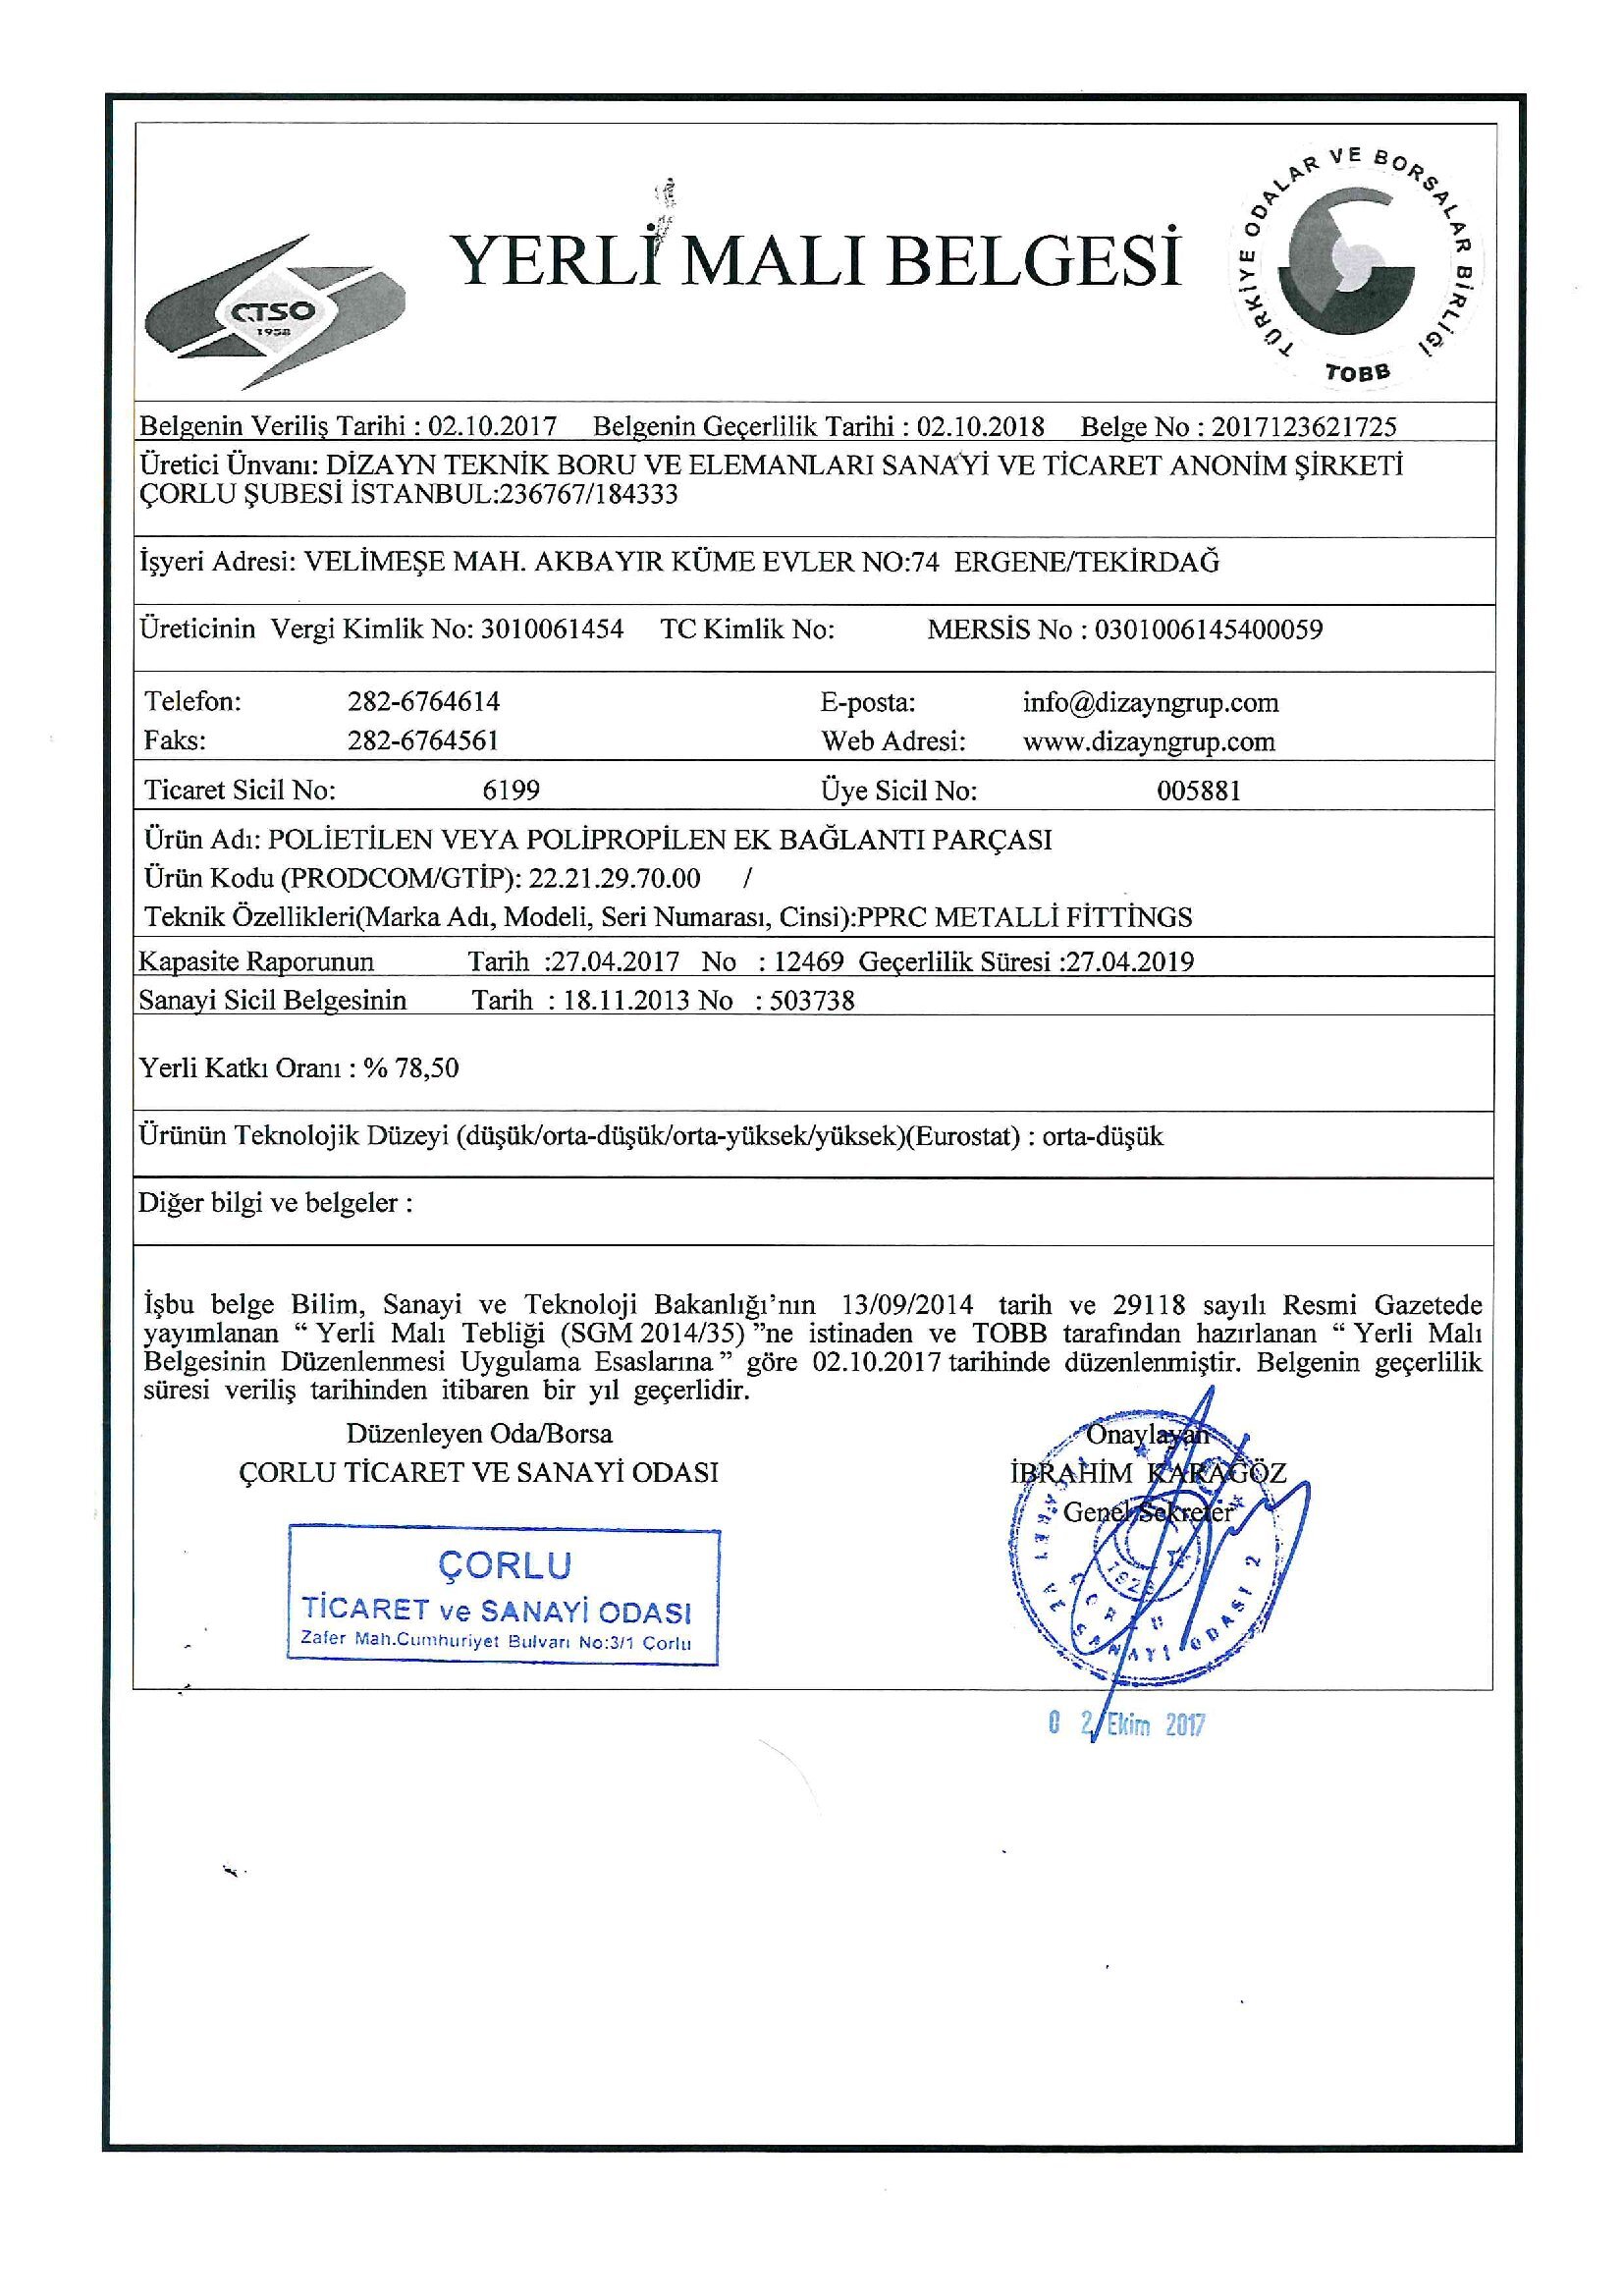 YERLİ MALI BELGESİ
ÇTSO
1958
TÜRKİYE ODALAR VE BORSALAR BİRLİĞİ
TOBB
Belgenin Veriliş Tarihi : 02.10.2017 Belgenin Geçerlilik Tarihi : 02.10.2018 Belge No : 2017123621725
Üretici Ünvanı: DİZAYN TEKNİK BORU VE ELEMANLARI SANAYİ VE TİCARET ANONİM ŞİRKETİ
ÇORLU ŞUBESİ İSTANBUL:236767/184333
İşyeri Adresi: VELİMEŞE MAH. AKBAYIR KÜME EVLER NO:74 ERGENE/TEKİRDAĞ
Üreticinin Vergi Kimlik No: 3010061454 TC Kimlik No: MERSİS No : 0301006145400059
Telefon: 282-6764614 E-posta: info@dizayngrup.com
Faks: 282-6764561 Web Adresi: www.dizayngrup.com
Ticaret Sicil No: 6199 Üye Sicil No: 005881
Ürün Adı: POLİETİLEN VEYA POLİPROPİLEN EK BAĞLANTI PARÇASI
Ürün Kodu (PRODCOM/GTİP): 22.21.29.70.00 /
Teknik Özellikleri(Marka Adı, Modeli, Seri Numarası, Cinsi):PPRC METALLİ FİTTİNGS
Kapasite Raporunun Tarih :27.04.2017 No : 12469 Geçerlilik Süresi :27.04.2019
Sanayi Sicil Belgesinin Tarih : 18.11.2013 No : 503738
Yerli Katkı Oranı : % 78,50
Ürünün Teknolojik Düzeyi (düşük/orta-düşük/orta-yüksek/yüksek)(Eurostat) : orta-düşük
Diğer bilgi ve belgeler :
İşbu belge Bilim, Sanayi ve Teknoloji Bakanlığı’nın 13/09/2014 tarih ve 29118 sayılı Resmi Gazetede
yayımlanan “ Yerli Malı Tebliği (SGM 2014/35) ”ne istinaden ve TOBB tarafından hazırlanan “ Yerli Malı
Belgesinin Düzenlenmesi Uygulama Esaslarına ” göre 02.10.2017 tarihinde düzenlenmiştir. Belgenin geçerlilik
süresi veriliş tarihinden itibaren bir yıl geçerlidir.
Düzenleyen Oda/Borsa
ÇORLU TİCARET VE SANAYİ ODASI
Onaylayan
İBRAHİM KARAGÖZ
Genel Sekreter
ÇORLU
TİCARET ve SANAYİ ODASI
Zafer Mah.Cumhuriyet Bulvarı No:3/1 Çorlu
TİCARET VE SANAYİ ODASI 2
ÇORLU
0 2 Ekim 2017